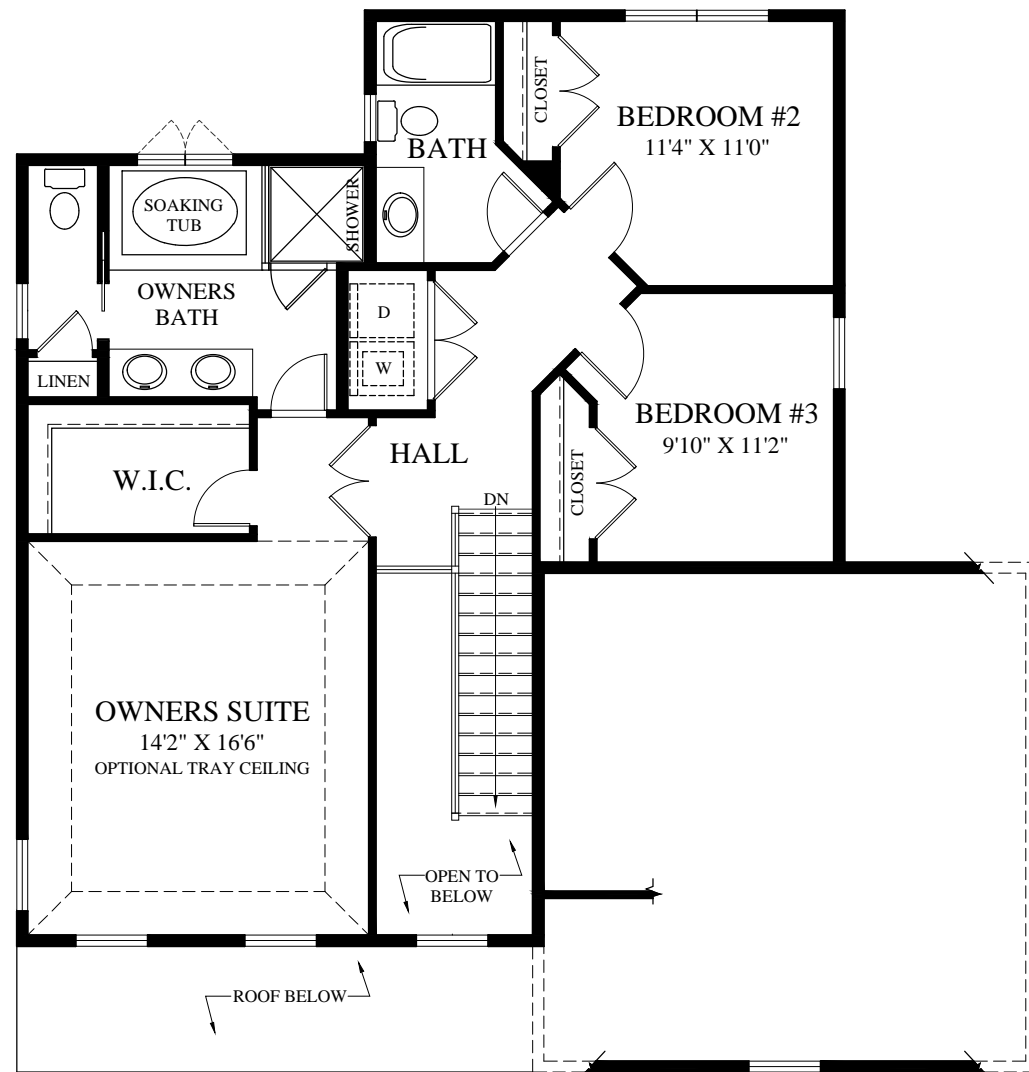 CLOSET
BEDROOM #2
11'4" X 11'0"
BATH
SOAKING
TUB
SHOWER
OWNERS
BATH
D
W
LINEN
HALL
BEDROOM #3
9'10" X 11'2"
W.I.C.
CLOSET
DN
OWNERS SUITE
14'2" X 16'6"
OPTIONAL TRAY CEILING
OPEN TO
BELOW
ROOF BELOW